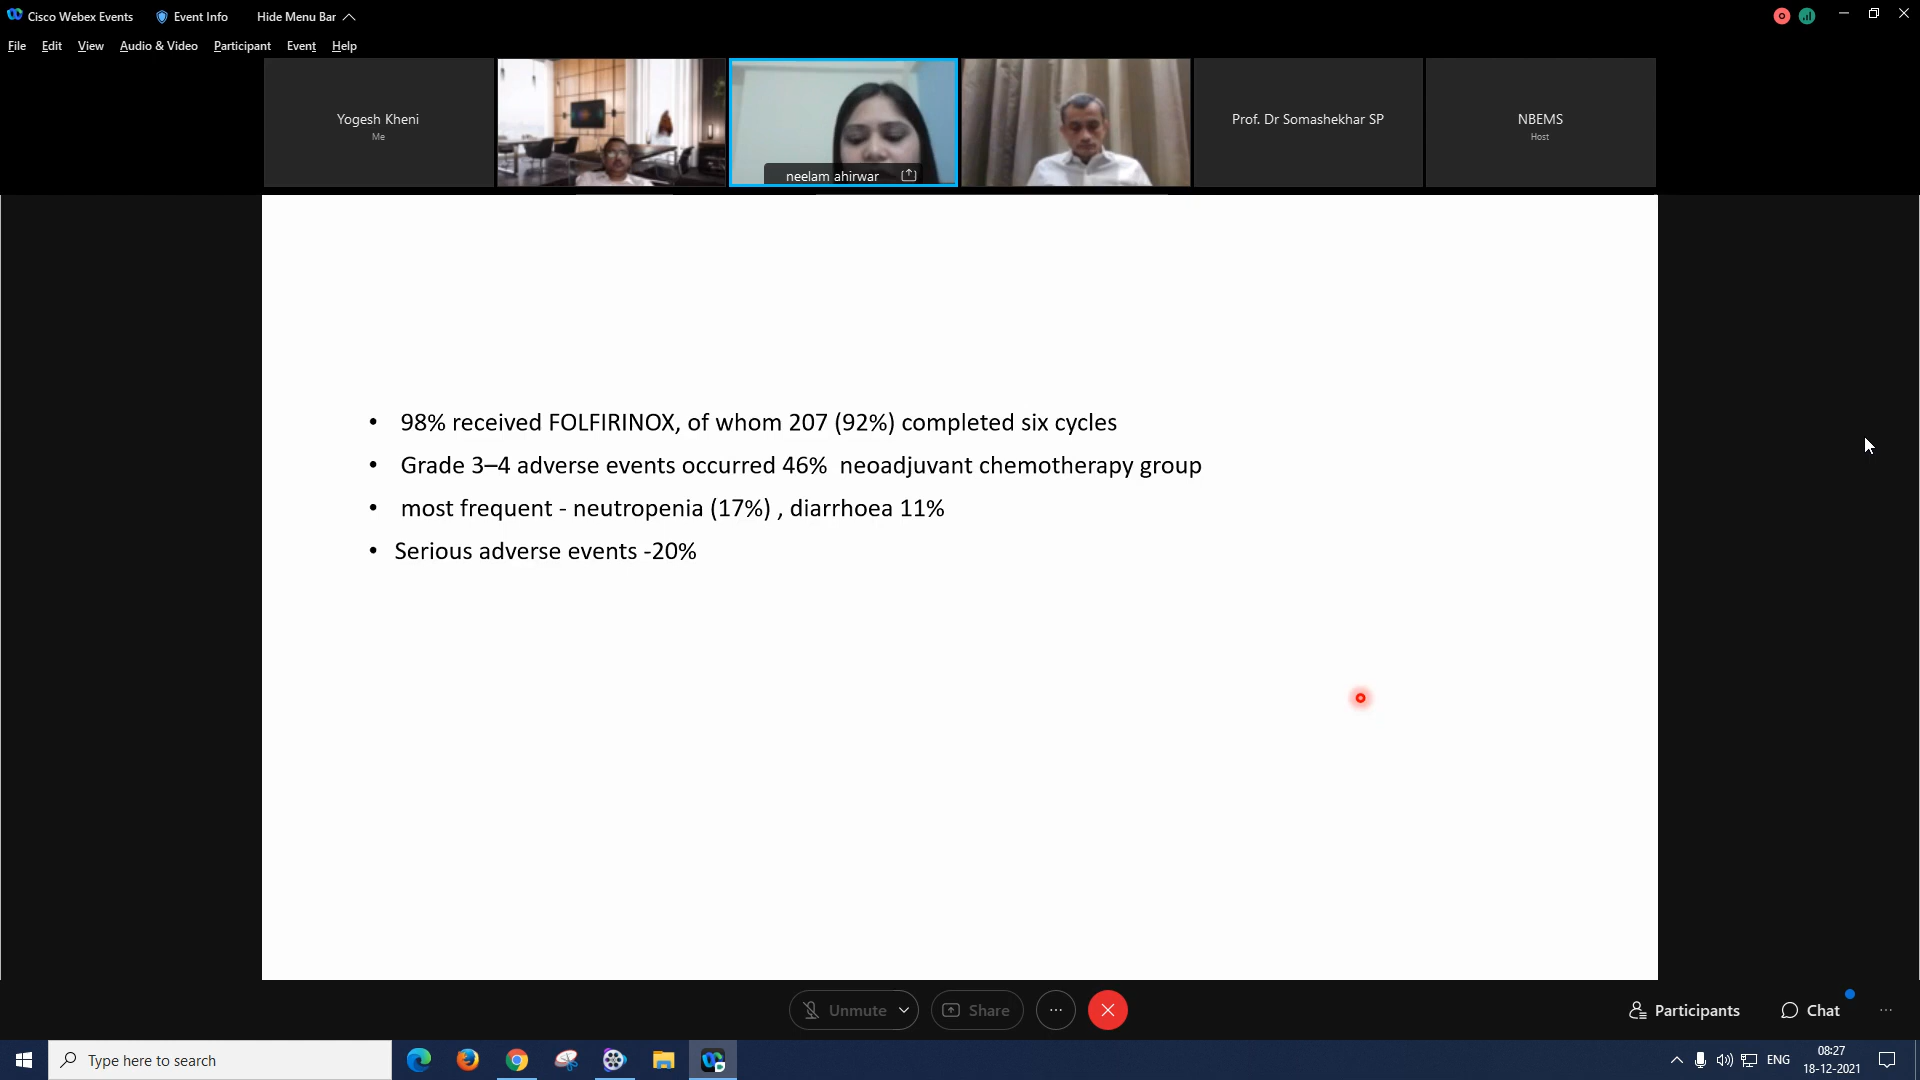 Cisco Webex Events
Event Info
Hide Menu Bar
File Edit View Audio & Video Participant Event Help
Yogesh Kheni
Me
neelam ahirwar
Prof. Dr Somashekhar SP
NBEMS
Host
• 98% received FOLFIRINOX, of whom 207 (92%) completed six cycles
• Grade 3–4 adverse events occurred 46% neoadjuvant chemotherapy group
• most frequent - neutropenia (17%) , diarrhoea 11%
• Serious adverse events -20%
Unmute
Share
Participants
Chat
Type here to search
ENG
08:27
18-12-2021